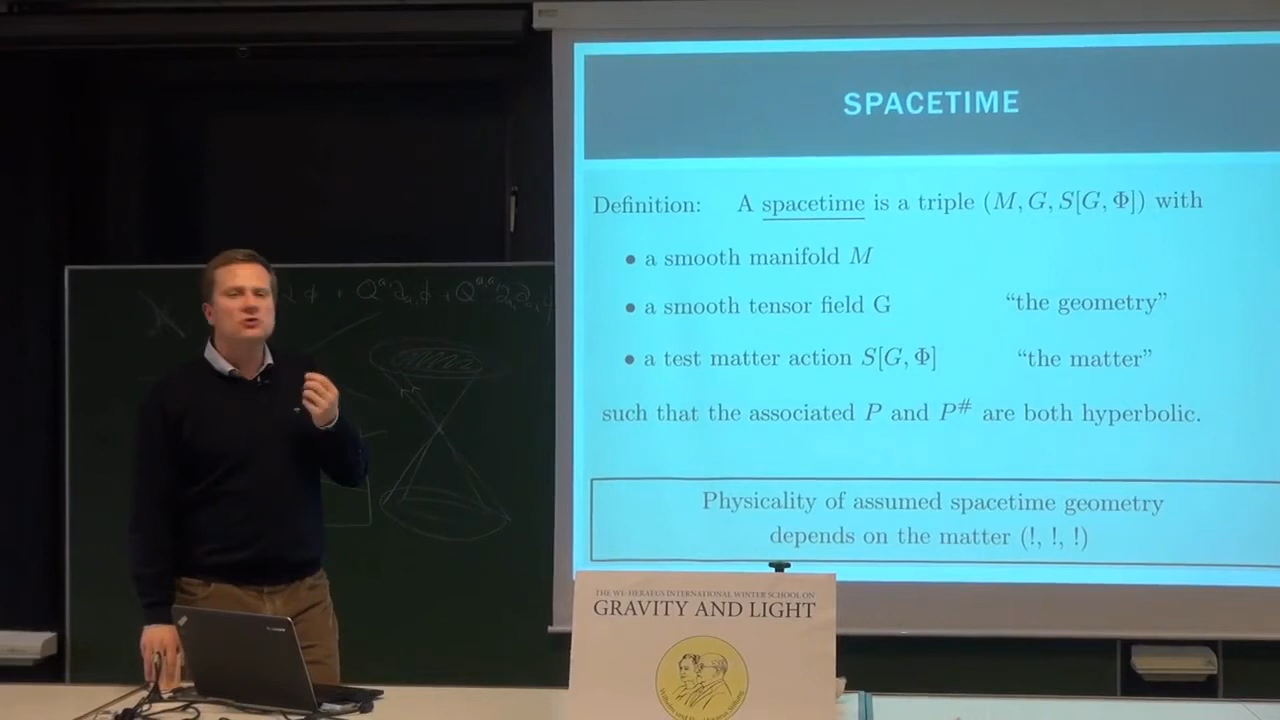 SPACETIME
Definition: A spacetime is a triple (M, G, S[G, Φ]) with
• a smooth manifold M
• a smooth tensor field G "the geometry"
• a test matter action S[G, Φ] "the matter"
such that the associated P and P# are both hyperbolic.
Physicality of assumed spacetime geometry
depends on the matter (!, !, !)
THE WE-HERAEUS INTERNATIONAL WINTER SCHOOL ON
GRAVITY AND LIGHT